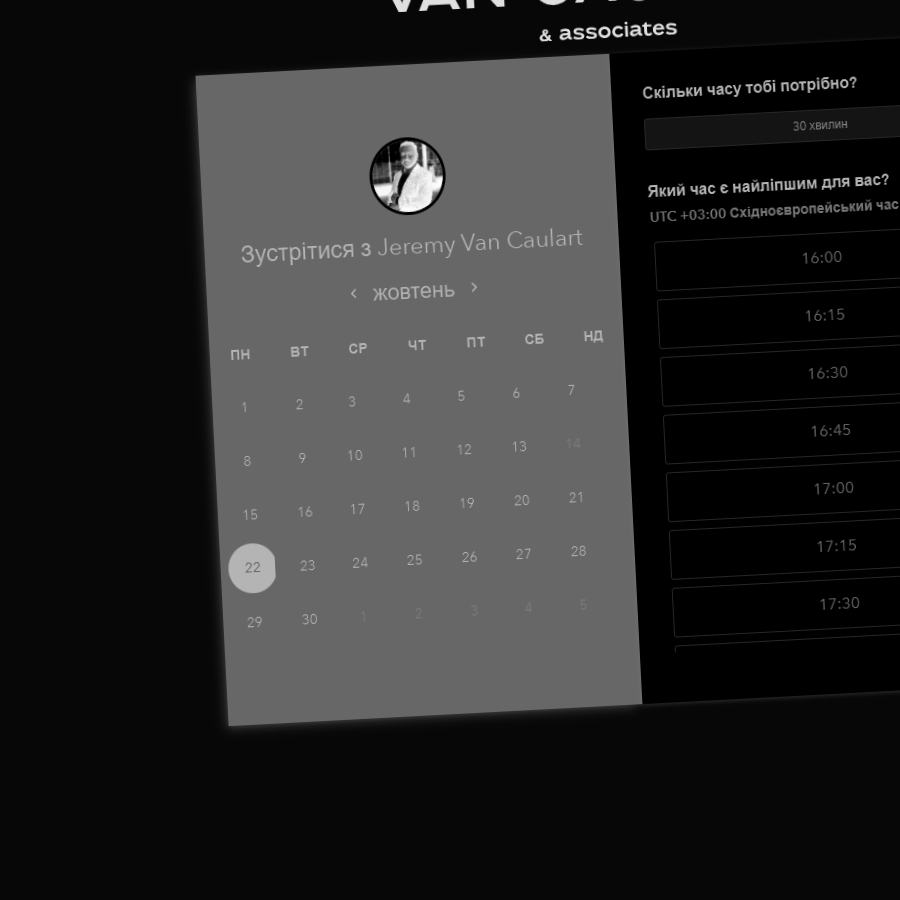 & associates
Зустрітися з Jeremy Van Caulart
‹ жовтень ›
ПН ВТ СР ЧТ ПТ СБ НД
1 2 3 4 5 6 7
8 9 10 11 12 13 14
15 16 17 18 19 20 21
22 23 24 25 26 27 28
29 30 1 2 3 4 5
Скільки часу тобі потрібно?
30 хвилин
Який час є найліпшим для вас?
UTC +03:00 Східноєвропейський час
16:00
16:15
16:30
16:45
17:00
17:15
17:30